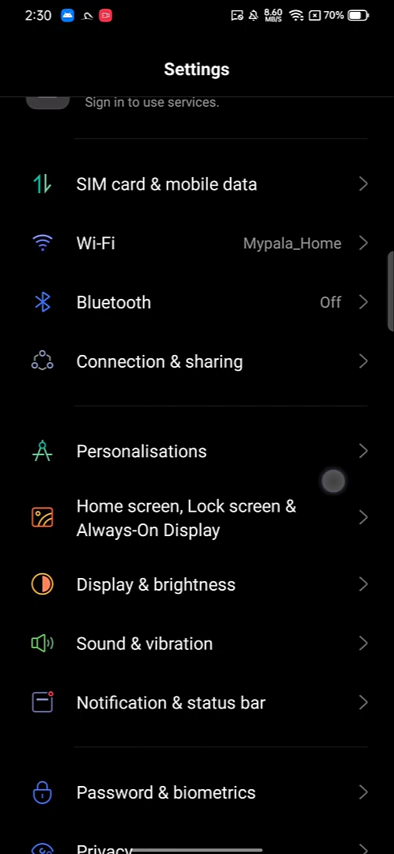 2:30
8.60
MB/S
70%
Settings
Sign in to use services.
SIM card & mobile data
Wi-Fi
Mypala_Home
Bluetooth
Off
Connection & sharing
Personalisations
Home screen, Lock screen &
Always-On Display
Display & brightness
Sound & vibration
Notification & status bar
Password & biometrics
Privacy